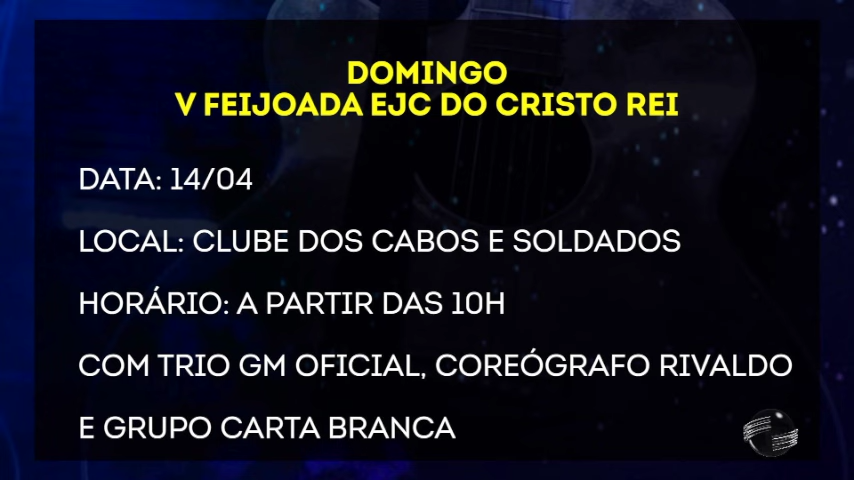 DOMINGO
V FEIJOADA EJC DO CRISTO REI
DATA: 14/04
LOCAL: CLUBE DOS CABOS E SOLDADOS
HORÁRIO: A PARTIR DAS 10H
COM TRIO GM OFICIAL, COREÓGRAFO RIVALDO
E GRUPO CARTA BRANCA